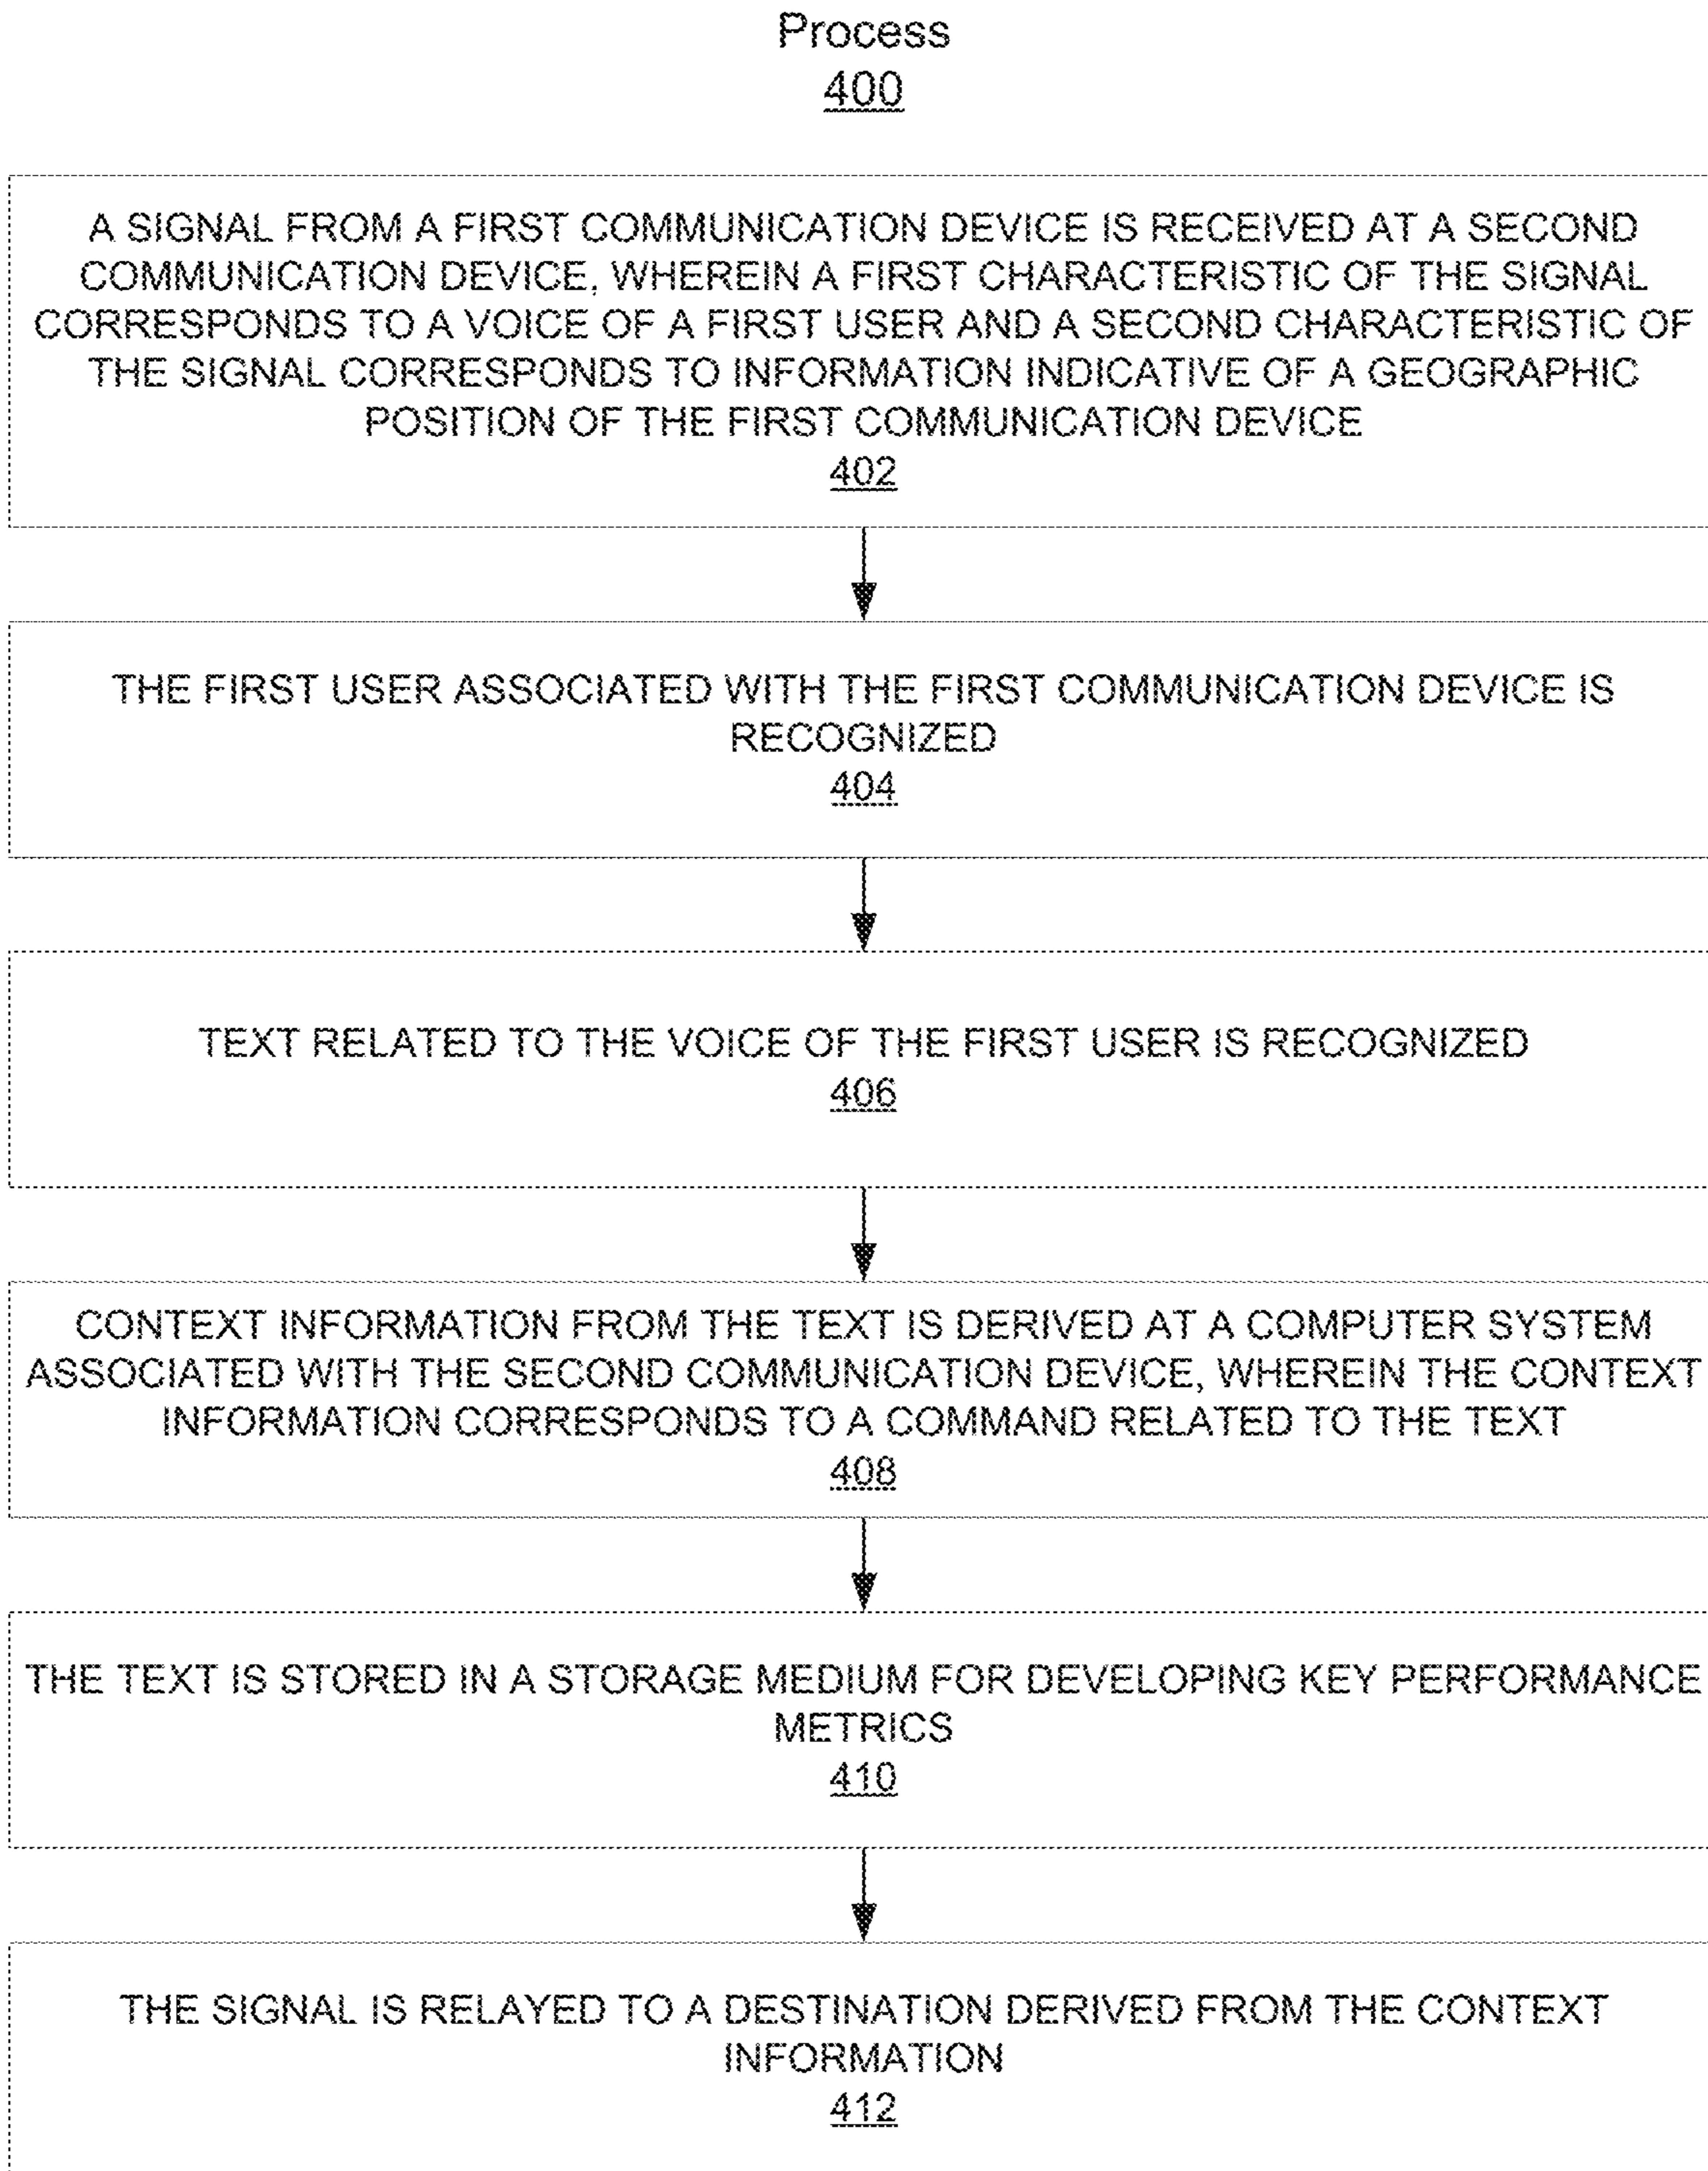 Process
400
A SIGNAL FROM A FIRST COMMUNICATION DEVICE IS RECEIVED AT A SECOND
COMMUNICATION DEVICE, WHEREIN A FIRST CHARACTERISTIC OF THE SIGNAL
CORRESPONDS TO A VOICE OF A FIRST USER AND A SECOND CHARACTERISTIC OF
THE SIGNAL CORRESPONDS TO INFORMATION INDICATIVE OF A GEOGRAPHIC
POSITION OF THE FIRST COMMUNICATION DEVICE
402
THE FIRST USER ASSOCIATED WITH THE FIRST COMMUNICATION DEVICE IS
RECOGNIZED
404
TEXT RELATED TO THE VOICE OF THE FIRST USER IS RECOGNIZED
406
CONTEXT INFORMATION FROM THE TEXT IS DERIVED AT A COMPUTER SYSTEM
ASSOCIATED WITH THE SECOND COMMUNICATION DEVICE, WHEREIN THE CONTEXT
INFORMATION CORRESPONDS TO A COMMAND RELATED TO THE TEXT
408
THE TEXT IS STORED IN A STORAGE MEDIUM FOR DEVELOPING KEY PERFORMANCE
METRICS
410
THE SIGNAL IS RELAYED TO A DESTINATION DERIVED FROM THE CONTEXT
INFORMATION
412